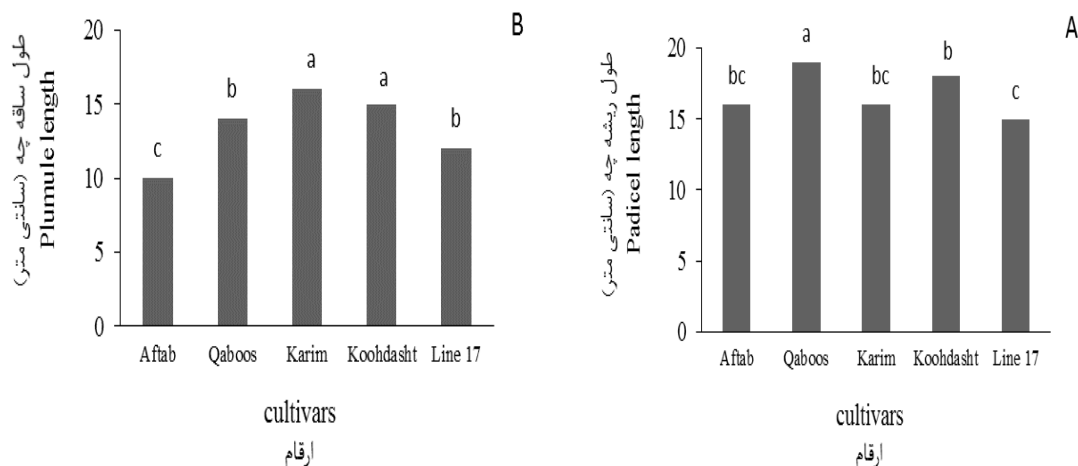 B
طول ساقه چه (سانتی متر)
Plumule length
20
15
10
5
0
c
b
a
a
b
Aftab
Qaboos
Karim
Koohdasht
Line 17
cultivars
ارقام
A
طول ریشه چه (سانتی متر)
Padicel length
20
15
10
5
0
bc
a
bc
b
c
Aftab
Qaboos
Karim
Koohdasht
Line 17
cultivars
ارقام